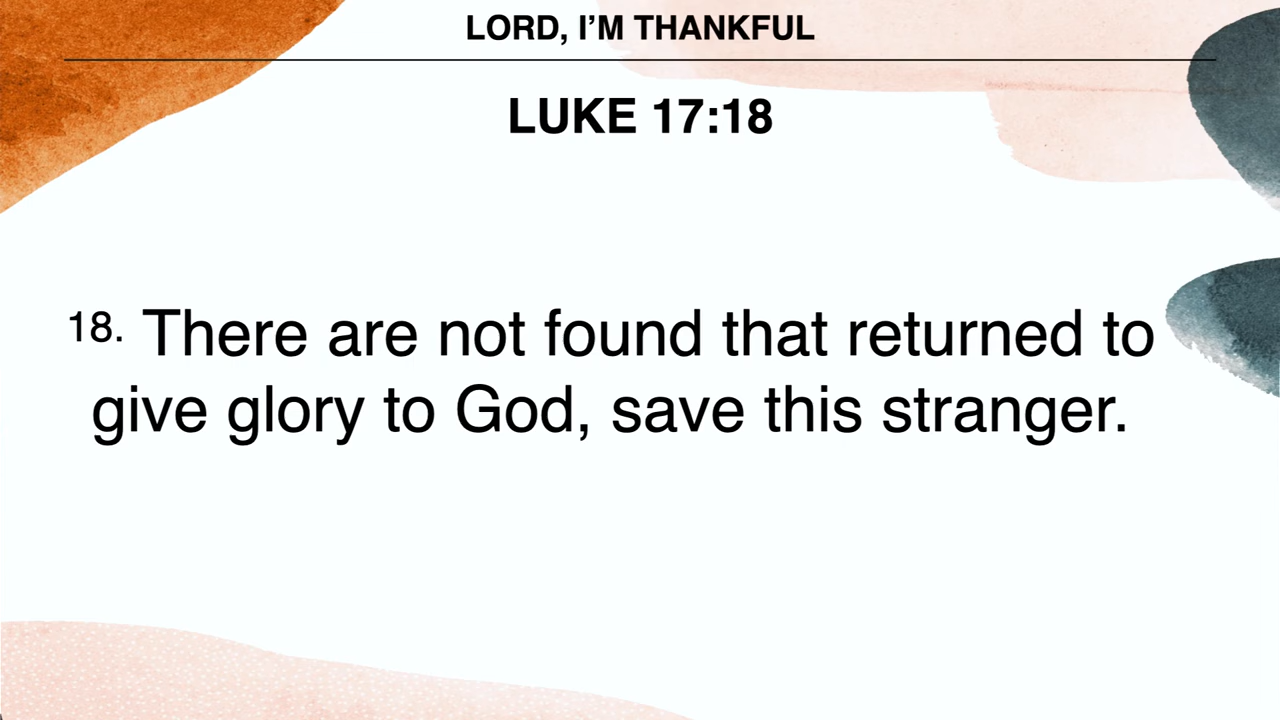 LORD, I’M THANKFUL
LUKE 17:18
18. There are not found that returned to
give glory to God, save this stranger.